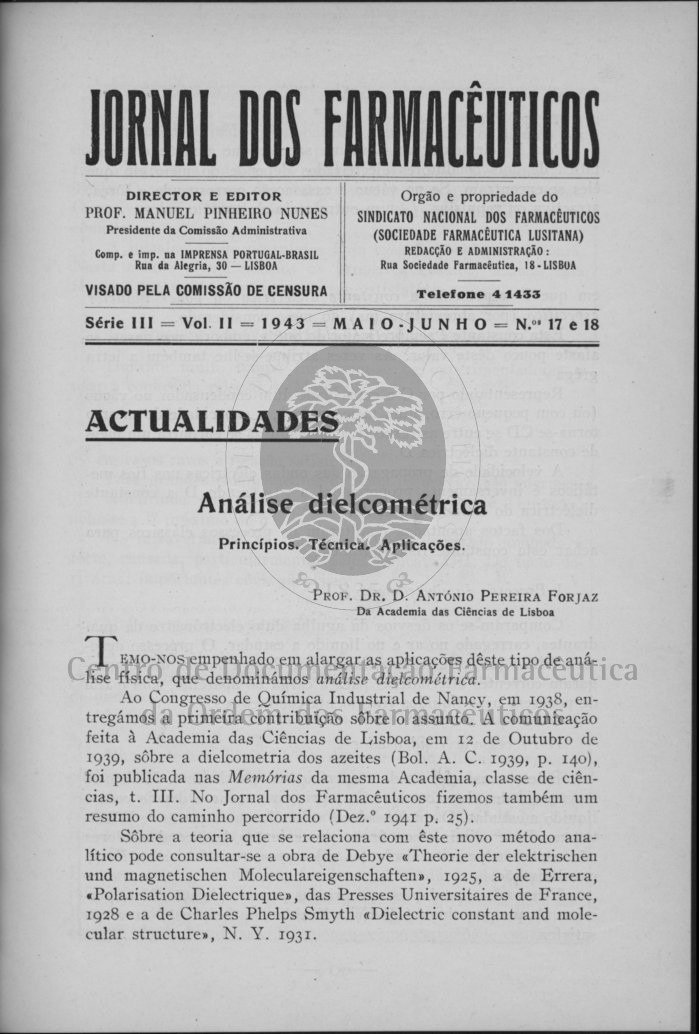 JORNAL DOS FARMACÊUTICOS
DIRECTOR E EDITOR
PROF. MANUEL PINHEIRO NUNES
Presidente da Comissão Administrativa
Comp. e imp. na IMPRENSA PORTUGAL-BRASIL
Rua da Alegria, 30 — LISBOA
VISADO PELA COMISSÃO DE CENSURA
Orgão e propriedade do
SINDICATO NACIONAL DOS FARMACÊUTICOS
(SOCIEDADE FARMACÊUTICA LUSITANA)
REDACÇÃO E ADMINISTRAÇÃO:
Rua Sociedade Farmacêutica, 18 - LISBOA
Telefone 4 1433
Série III = Vol. II = 1943 = MAIO-JUNHO = N.os 17 e 18
ACTUALIDADES
Análise dielcométrica
Princípios. Técnica. Aplicações.
PROF. DR. D. ANTÓNIO PEREIRA FORJAZ
Da Academia das Ciências de Lisboa
TEMO-NOS empenhado em alargar as aplicações dêste tipo de aná-
lise física, que denominámos análise dielcométrica.
Ao Congresso de Química Industrial de Nancy, em 1938, en-
tregámos a primeira contribuição sôbre o assunto. A comunicação
feita à Academia das Ciências de Lisboa, em 12 de Outubro de
1939, sôbre a dielcometria dos azeites (Bol. A. C. 1939, p. 140),
foi publicada nas Memórias da mesma Academia, classe de ciên-
cias, t. III. No Jornal dos Farmacêuticos fizemos também um
resumo do caminho percorrido (Dez.º 1941 p. 25).
Sôbre a teoria que se relaciona com êste novo método ana-
lítico pode consultar-se a obra de Debye «Theorie der elektrischen
und magnetischen Moleculareigenschaften», 1925, a de Errera,
«Polarisation Dielectrique», das Presses Universitaires de France,
1928 e a de Charles Phelps Smyth «Dielectric constant and mole-
cular structure», N. Y. 1931.
Centro de Documentação Farmacêutica
da Ordem dos Farmacêuticos